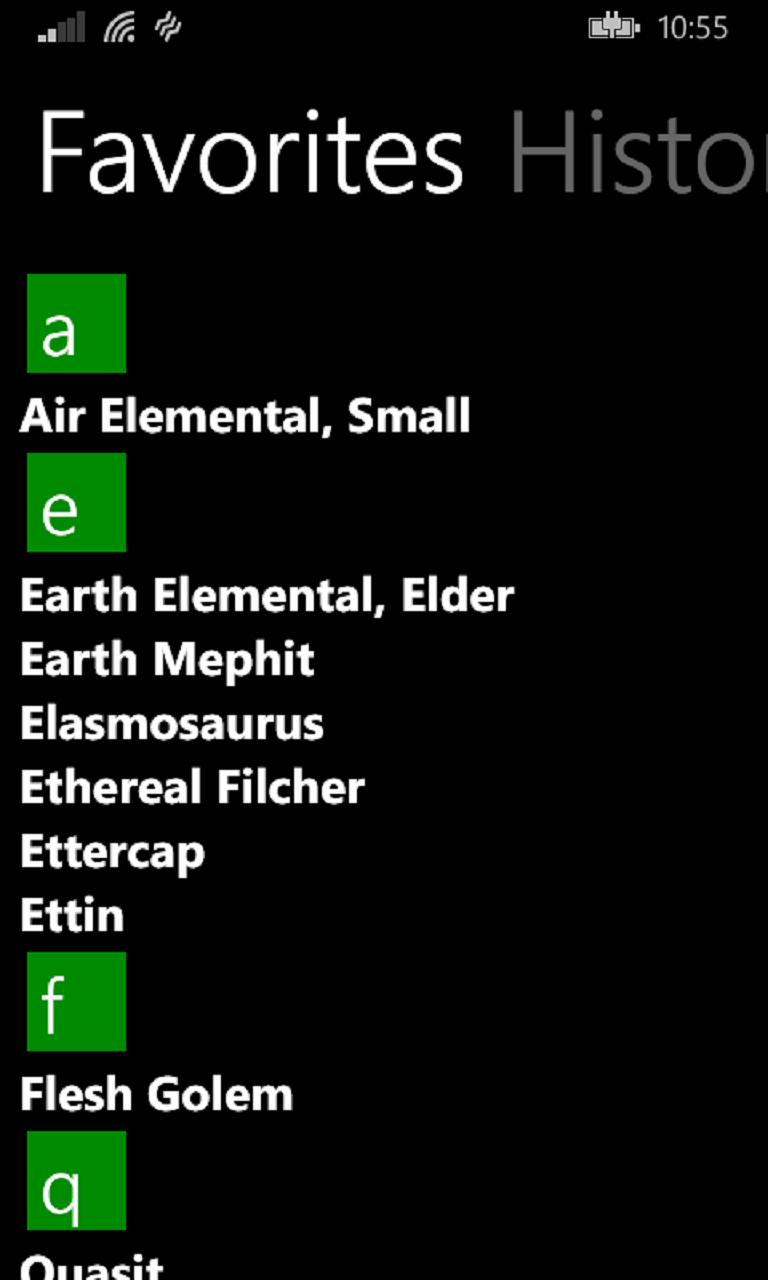 10:55
Favorites Histor
a
Air Elemental, Small
e
Earth Elemental, Elder
Earth Mephit
Elasmosaurus
Ethereal Filcher
Ettercap
Ettin
f
Flesh Golem
q
Quasit